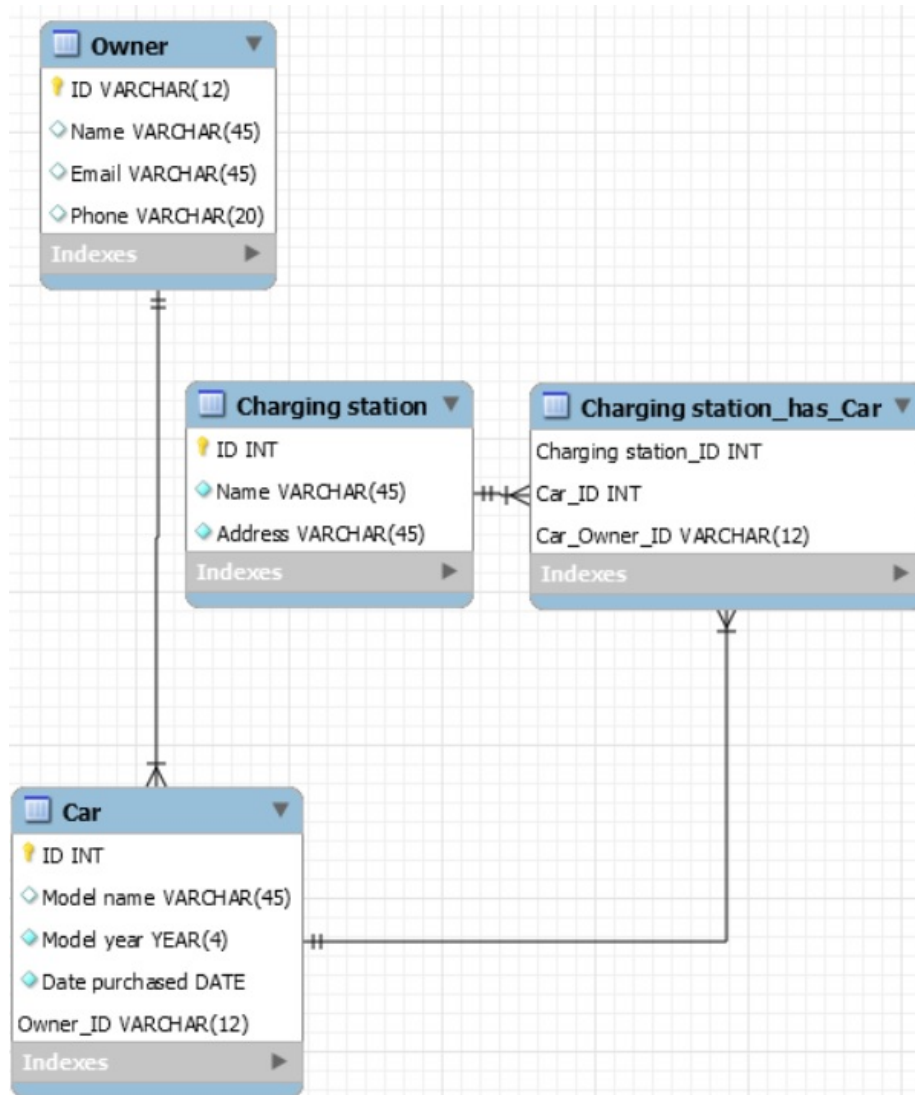 Owner
ID VARCHAR(12)
Name VARCHAR(45)
Email VARCHAR(45)
Phone VARCHAR(20)
Indexes
Charging station
ID INT
Name VARCHAR(45)
Address VARCHAR(45)
Indexes
Charging station_has_Car
Charging station_ID INT
Car_ID INT
Car_Owner_ID VARCHAR(12)
Indexes
Car
ID INT
Model name VARCHAR(45)
Model year YEAR(4)
Date purchased DATE
Owner_ID VARCHAR(12)
Indexes